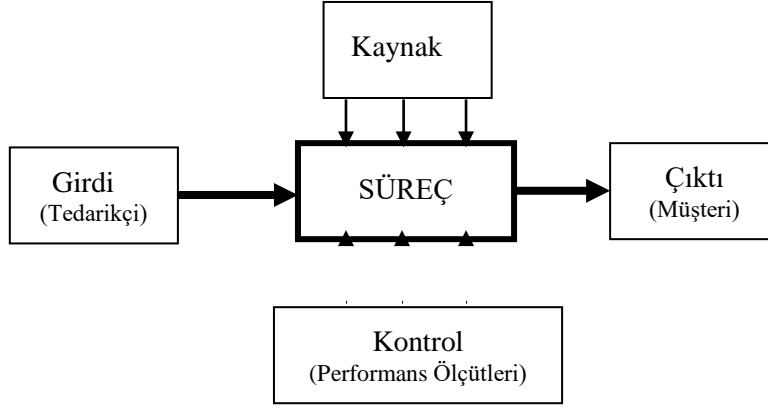 Kaynak
Girdi
(Tedarikçi)
SÜREÇ
Çıktı
(Müşteri)
Kontrol
(Performans Ölçütleri)